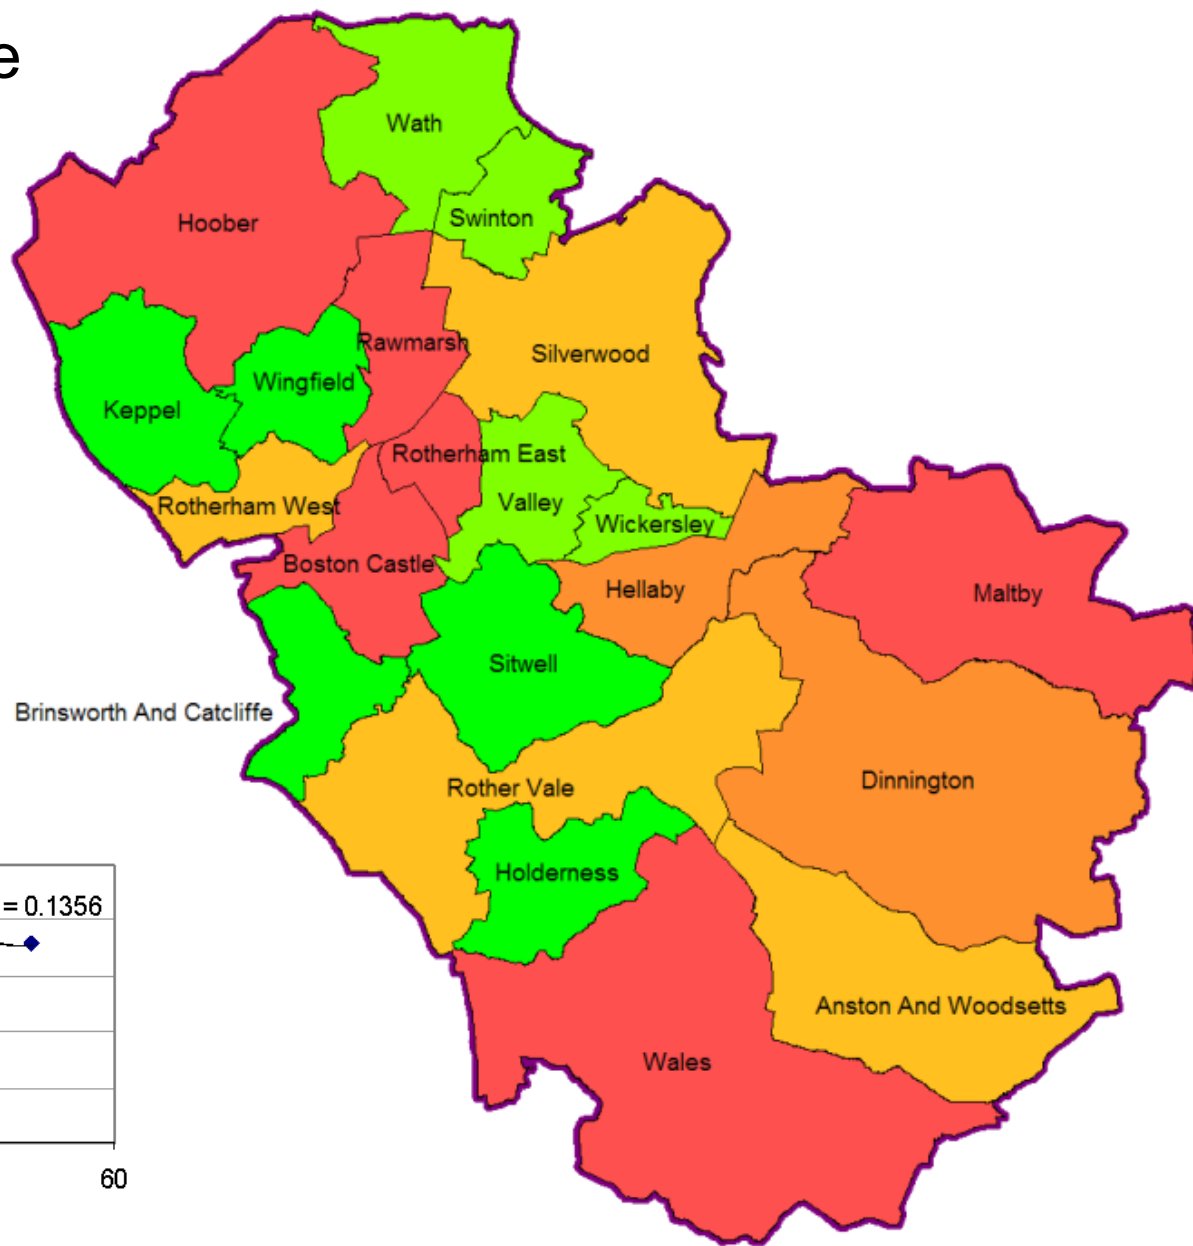 e
Wath
Swinton
Hoober
Rawmarsh
Silverwood
Wingfield
Keppel
Rotherham East
Rotherham West
Valley
Wickersley
Boston Castle
Hellaby
Maltby
Sitwell
Brinsworth And Catcliffe
Rother Vale
Dinnington
Holderness
= 0.1356
Anston And Woodsetts
Wales
60